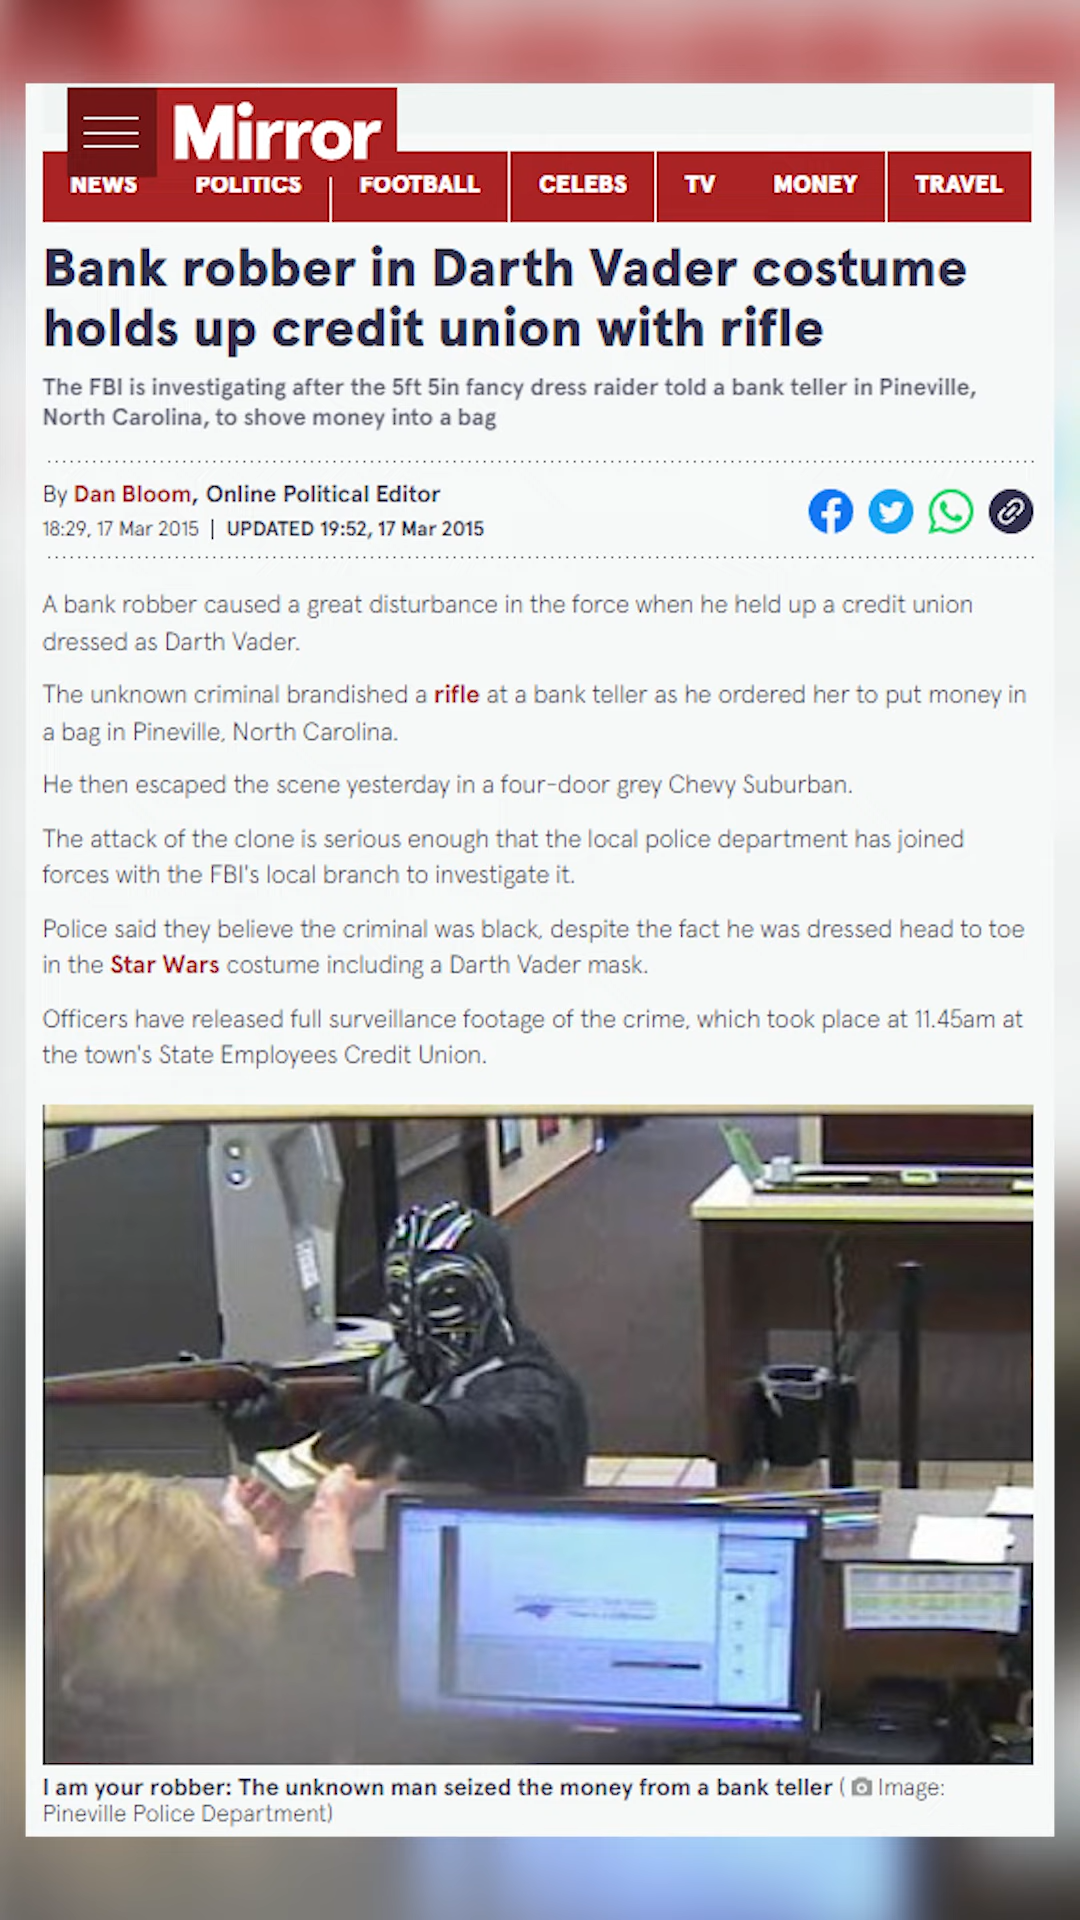 Mirror
NEWS
POLITICS
FOOTBALL
CELEBS
TV
MONEY
TRAVEL
Bank robber in Darth Vader costume
holds up credit union with rifle
The FBI is investigating after the 5ft 5in fancy dress raider told a bank teller in Pineville,
North Carolina, to shove money into a bag
By Dan Bloom, Online Political Editor
18:29, 17 Mar 2015 | UPDATED 19:52, 17 Mar 2015
A bank robber caused a great disturbance in the force when he held up a credit union
dressed as Darth Vader.
The unknown criminal brandished a rifle at a bank teller as he ordered her to put money in
a bag in Pineville, North Carolina.
He then escaped the scene yesterday in a four-door grey Chevy Suburban.
The attack of the clone is serious enough that the local police department has joined
forces with the FBI's local branch to investigate it.
Police said they believe the criminal was black, despite the fact he was dressed head to toe
in the Star Wars costume including a Darth Vader mask.
Officers have released full surveillance footage of the crime, which took place at 11.45am at
the town's State Employees Credit Union.
I am your robber: The unknown man seized the money from a bank teller ( Image:
Pineville Police Department)